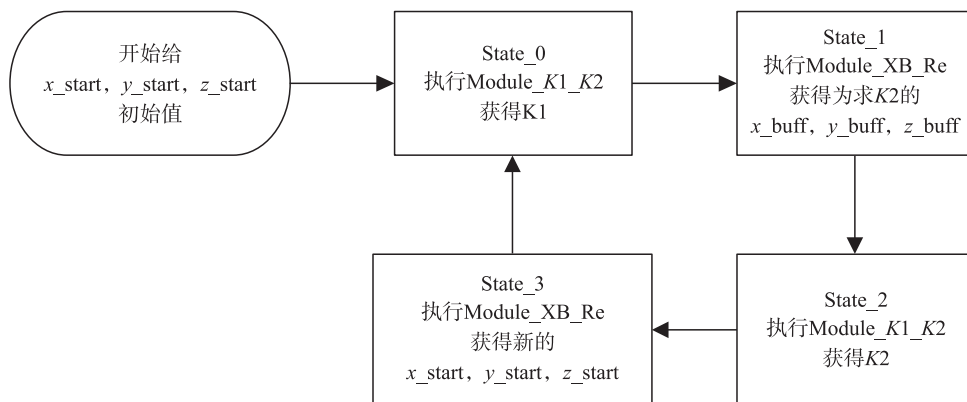 开始给
x_start，y_start，z_start
初始值
State_0
执行Module_K1_K2
获得K1
State_1
执行Module_XB_Re
获得为求K2的
x_buff，y_buff，z_buff
State_2
执行Module_K1_K2
获得K2
State_3
执行Module_XB_Re
获得新的
x_start，y_start，z_start